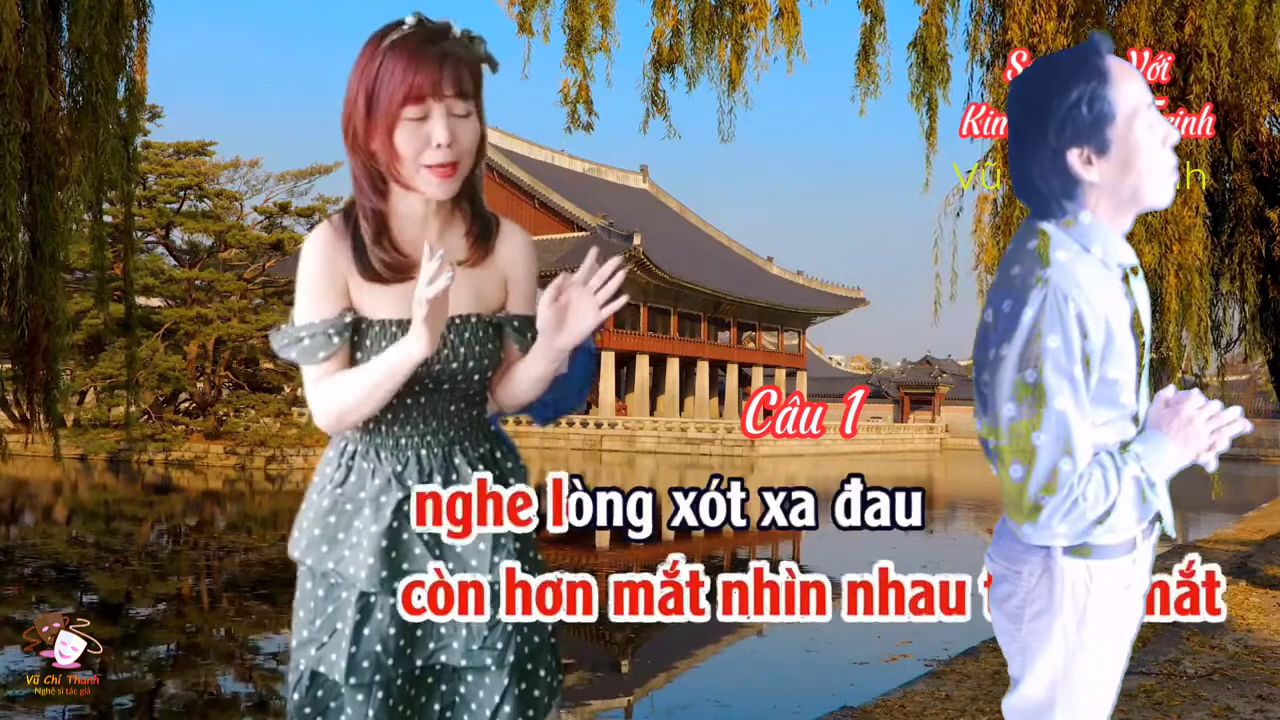 Với
Câu 1
nghe lòng xót xa đau
còn hơn mắt nhìn nhau
Vũ Chí Thanh
Nghệ sĩ tác giả